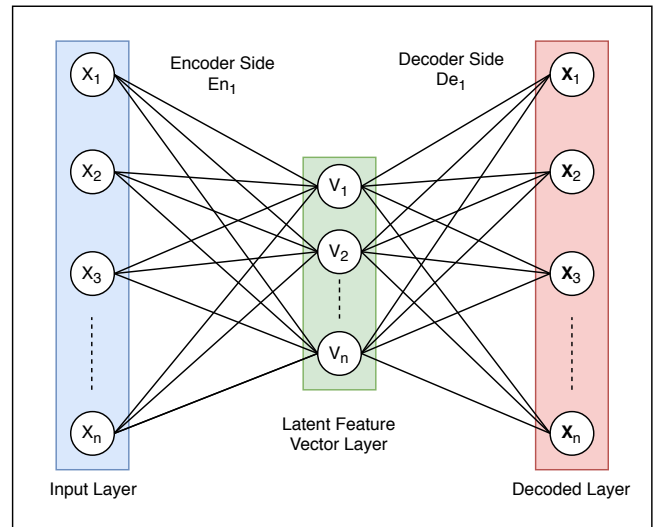 Encoder Side
En1
Decoder Side
De1
X1
X2
X3
Xn
V1
V2
Vn
X1
X2
X3
Xn
Latent Feature
Vector Layer
Input Layer
Decoded Layer